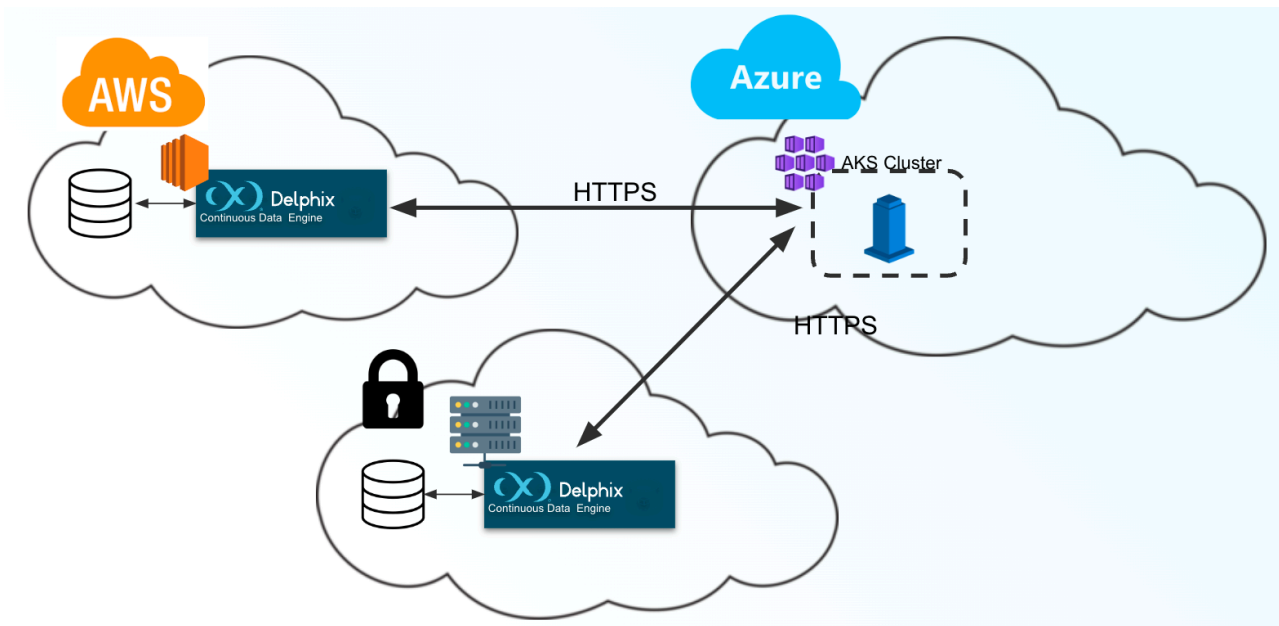 AWS
Azure
AKS Cluster
Delphix
Continuous Data Engine
HTTPS
HTTPS
Delphix
Continuous Data Engine